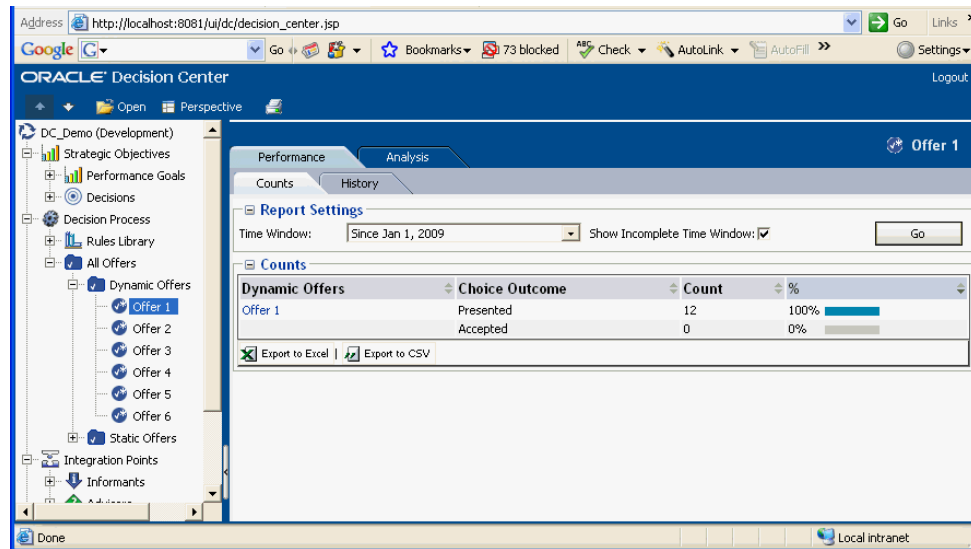 Address http://localhost:8081/ui/dc/decision_center.jsp Go Links
Google G Go Bookmarks 73 blocked ABC Check AutoLink AutoFill » Settings
ORACLE Decision Center Logout
Open Perspective
DC_Demo (Development)
Strategic Objectives
Performance Goals
Decisions
Decision Process
Rules Library
All Offers
Dynamic Offers
Offer 1
Offer 2
Offer 3
Offer 4
Offer 5
Offer 6
Static Offers
Integration Points
Informants
Offer 1
Performance Analysis
Counts History
Report Settings
Time Window: Since Jan 1, 2009 Show Incomplete Time Window: Go
Counts
Dynamic Offers Choice Outcome Count %
Offer 1 Presented 12 100%
Accepted 0 0%
Export to Excel | Export to CSV
Done Local intranet